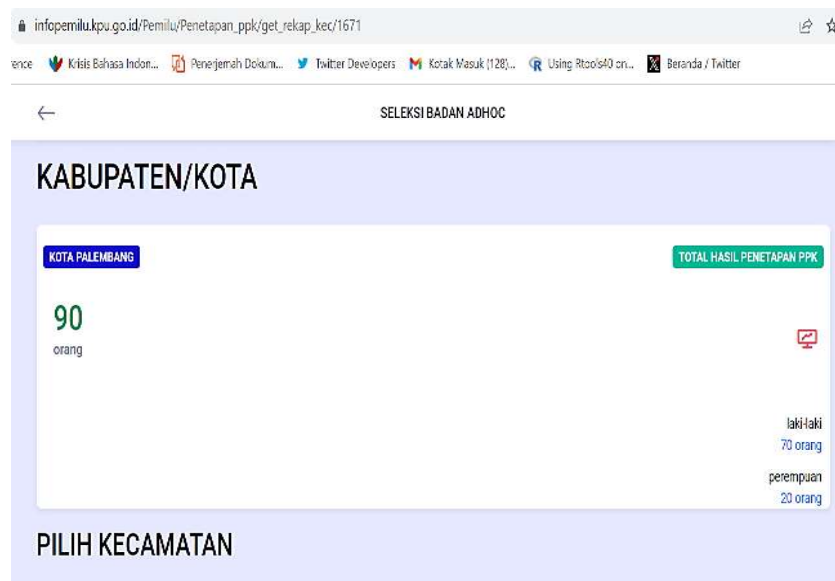 infopemilu.kpu.go.id/Pemilu/Penetapan_ppk/get_rekap_kec/1671
ence Krisis Bahasa Indon... Penerjemah Dokum... Twitter Developers Kotak Masuk (128)... Using Rtools40 on... Beranda / Twitter
SELEKSI BADAN ADHOC
KABUPATEN/KOTA
KOTA PALEMBANG TOTAL HASIL PENETAPAN PPK
90
orang
laki-laki
70 orang
perempuan
20 orang
PILIH KECAMATAN